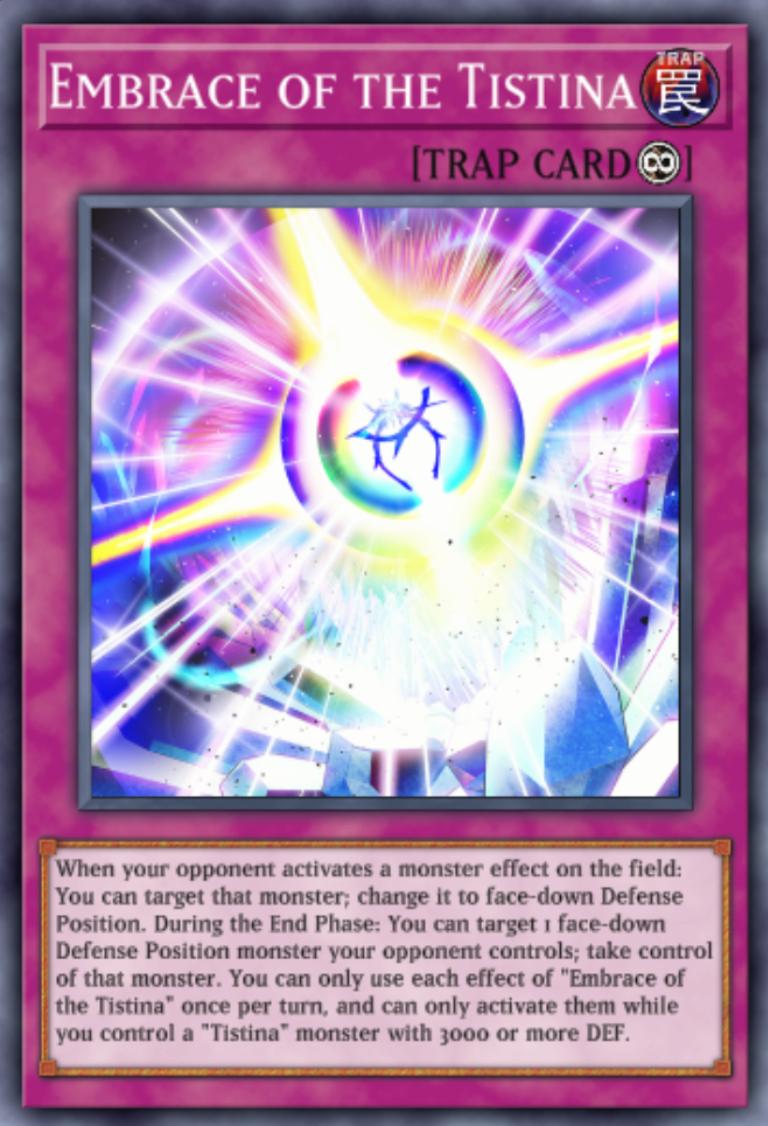 Embrace of the Tistina
TRAP
罠
[TRAP CARD∞]
When your opponent activates a monster effect on the field:
You can target that monster; change it to face-down Defense
Position. During the End Phase: You can target 1 face-down
Defense Position monster your opponent controls; take control
of that monster. You can only use each effect of "Embrace of
the Tistina" once per turn, and can only activate them while
you control a "Tistina" monster with 3000 or more DEF.